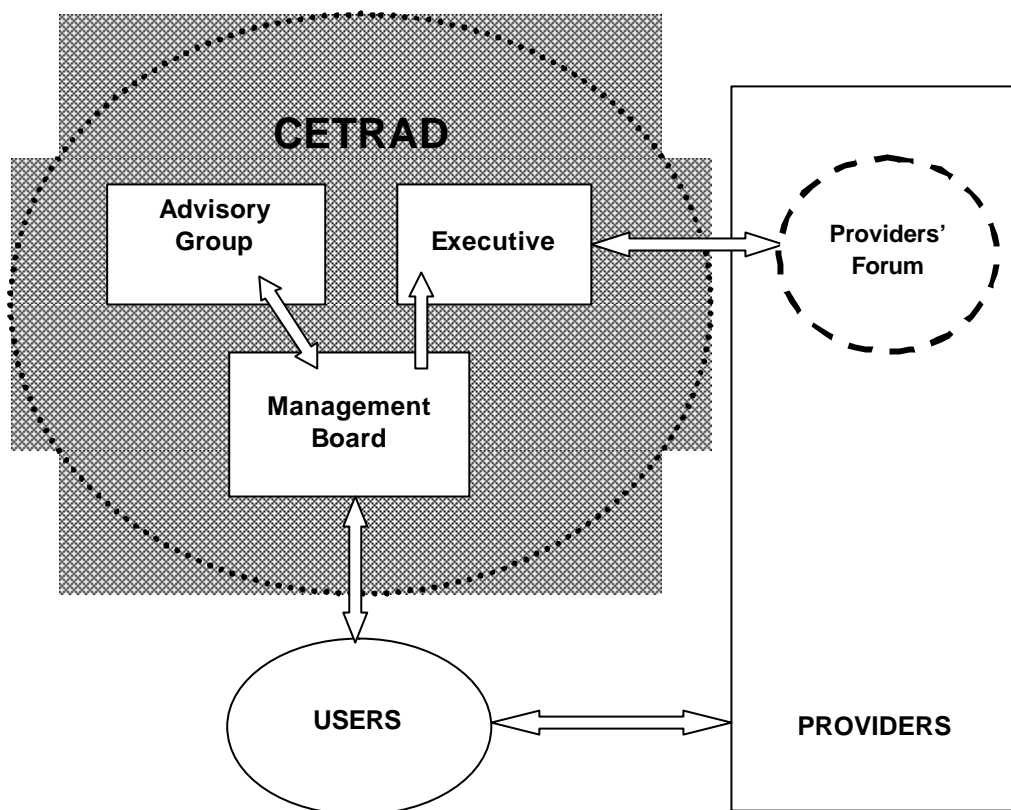 CETRAD
Advisory
Group
Executive
Providers’
Forum
Management
Board
USERS
PROVIDERS